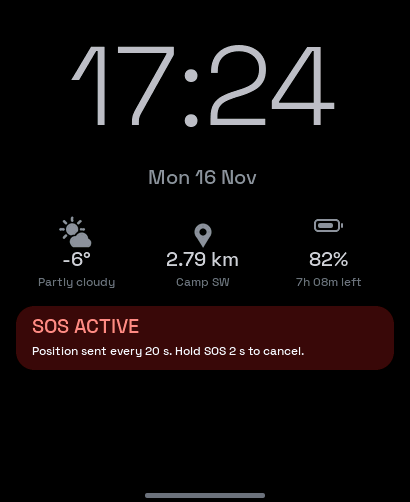 17:24
Mon 16 Nov
-6° 2.79 km 82%
Partly cloudy Camp SW 7h 08m left
SOS ACTIVE
Position sent every 20 s. Hold SOS 2 s to cancel.